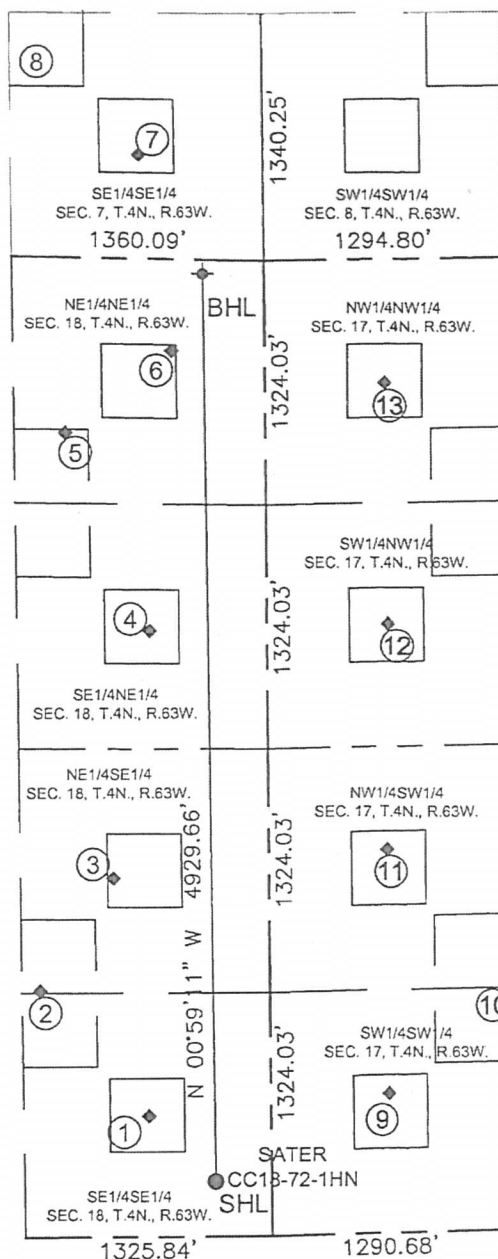 8
7
1340.25'
SE1/4SE1/4
SEC. 7, T.4N., R.63W.
1360.09'
SW1/4SW1/4
SEC. 8, T.4N., R.63W.
1294.80'
BHL
NE1/4NE1/4
SEC. 18, T.4N., R.63W.
NW1/4NW1/4
SEC. 17, T.4N., R.63W.
6
1324.03'
13
5
SW1/4NW1/4
SEC. 17, T.4N., R.63W.
4
1324.03'
12
SE1/4NE1/4
SEC. 18, T.4N., R.63W.
NE1/4SE1/4
SEC. 18, T.4N., R.63W.
NW1/4SW1/4
SEC. 17, T.4N., R.63W.
3
N 00°59'11" W 4929.66'
1324.03'
11
2
10
SW1/4SW1/4
SEC. 17, T.4N., R.63W.
1
1324.03'
9
SATER
CC18-72-1HN
SHL
SE1/4SE1/4
SEC. 18, T.4N., R.63W.
1325.84'
1290.68'